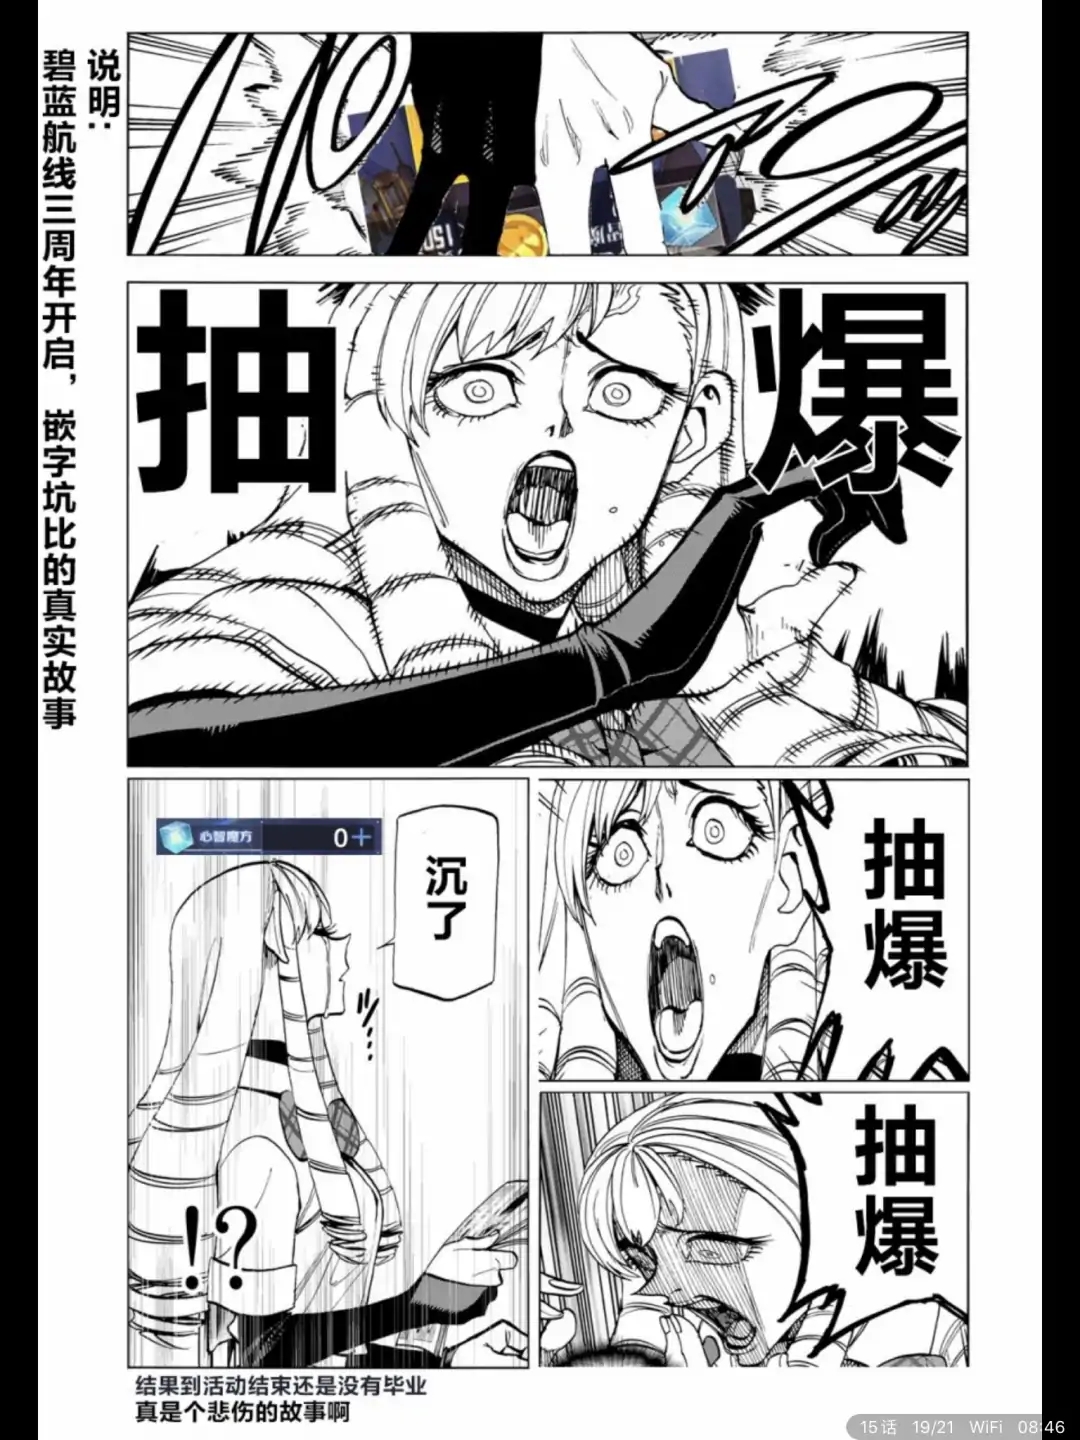 说明：
碧蓝航线三周年开启，嵌字坑比的真实故事
抽爆
抽爆
抽爆
心智魔方 0+
沉了
!?
结果到活动结束还是没有毕业
真是个悲伤的故事啊
15话 19/21 WiFi 08:46